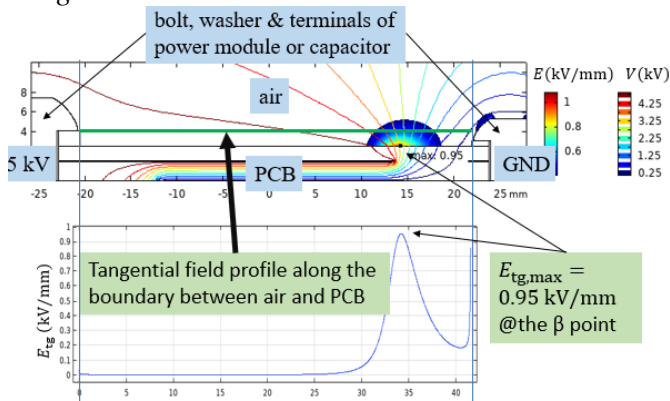 bolt, washer & terminals of
power module or capacitor
E(kV/mm) V(kV)
air
8
6
4
1
0.8
0.6
4.25
3.25
2.25
1.25
0.25
5 kV
PCB
max: 0.95
GND
-25 -20 -15 -10 -5 0 5 10 15 20 25 mm
Tangential field profile along the
boundary between air and PCB
E_tg,max =
0.95 kV/mm
@the β point
E_tg (kV/mm)
1
0.9
0.8
0.7
0.6
0.5
0.4
0.3
0.2
0.1
0
0 5 10 15 20 25 30 35 40